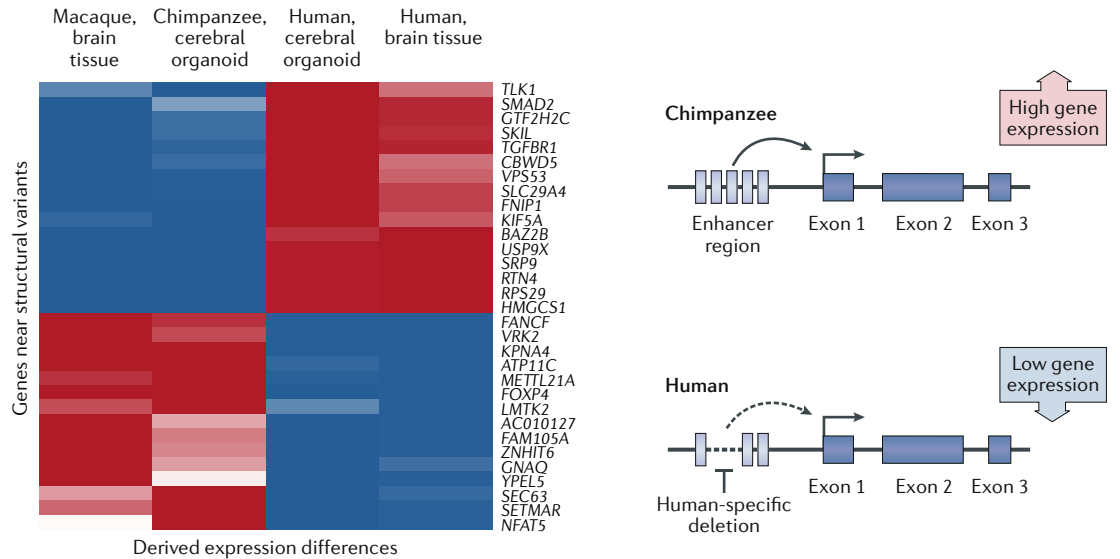 Macaque,
brain
tissue
Chimpanzee,
cerebral
organoid
Human,
cerebral
organoid
Human,
brain tissue
Genes near structural variants
TLK1
SMAD2
GTF2H2C
SKIL
TGFBR1
CBWD5
VPS53
SLC29A4
FNIP1
KIF5A
BAZ2B
USP9X
SRP9
RTN4
RPS29
HMGCS1
FANCF
VRK2
KPNA4
ATP11C
METTL21A
FOXP4
LMTK2
AC010127
FAM105A
ZNHIT6
GNAQ
YPEL5
SEC63
SETMAR
NFAT5
Derived expression differences
Chimpanzee
High gene
expression
Enhancer
region
Exon 1
Exon 2
Exon 3
Human
Low gene
expression
Human-specific
deletion
Exon 1
Exon 2
Exon 3